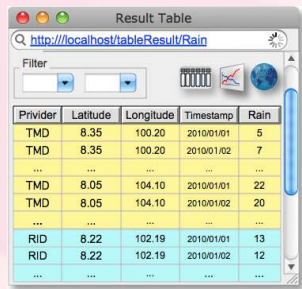 Result Table
http:///localhost/tableResult/Rain
Filter
Privider Latitude Longitude Timestamp Rain
TMD 8.35 100.20 2010/01/01 5
TMD 8.35 100.20 2010/01/02 7
... ... ... ... ...
TMD 8.05 104.10 2010/01/01 22
TMD 8.05 104.10 2010/01/02 20
... ... ... ... ...
RID 8.22 102.19 2010/01/01 13
RID 8.22 102.19 2010/01/02 12
... ... ... ... ...